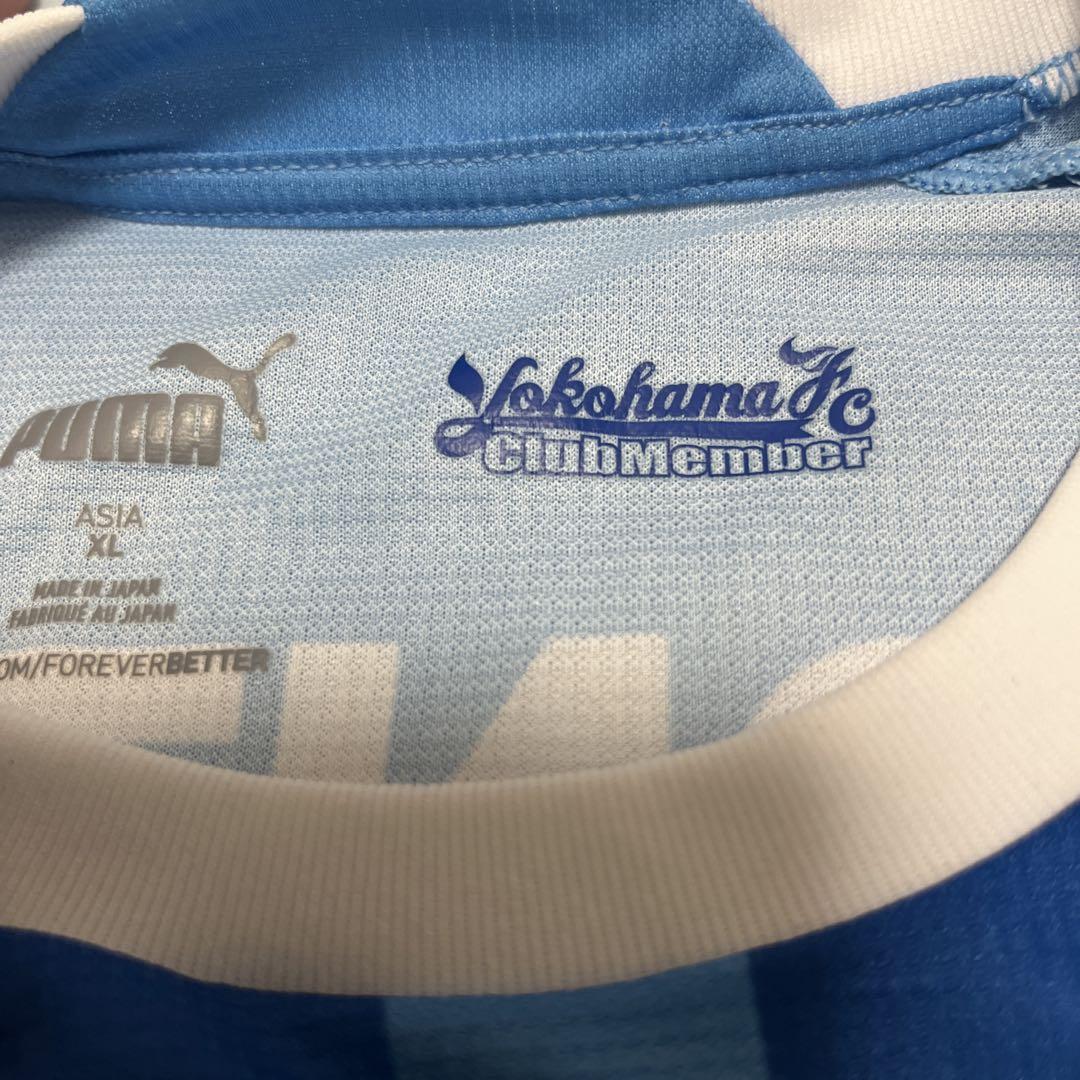 PUMA
ASIA
XL
MADE IN JAPAN
FABRIQUE AU JAPAN
OM/FOREVERBETTER
Yokohama FC
ClubMember